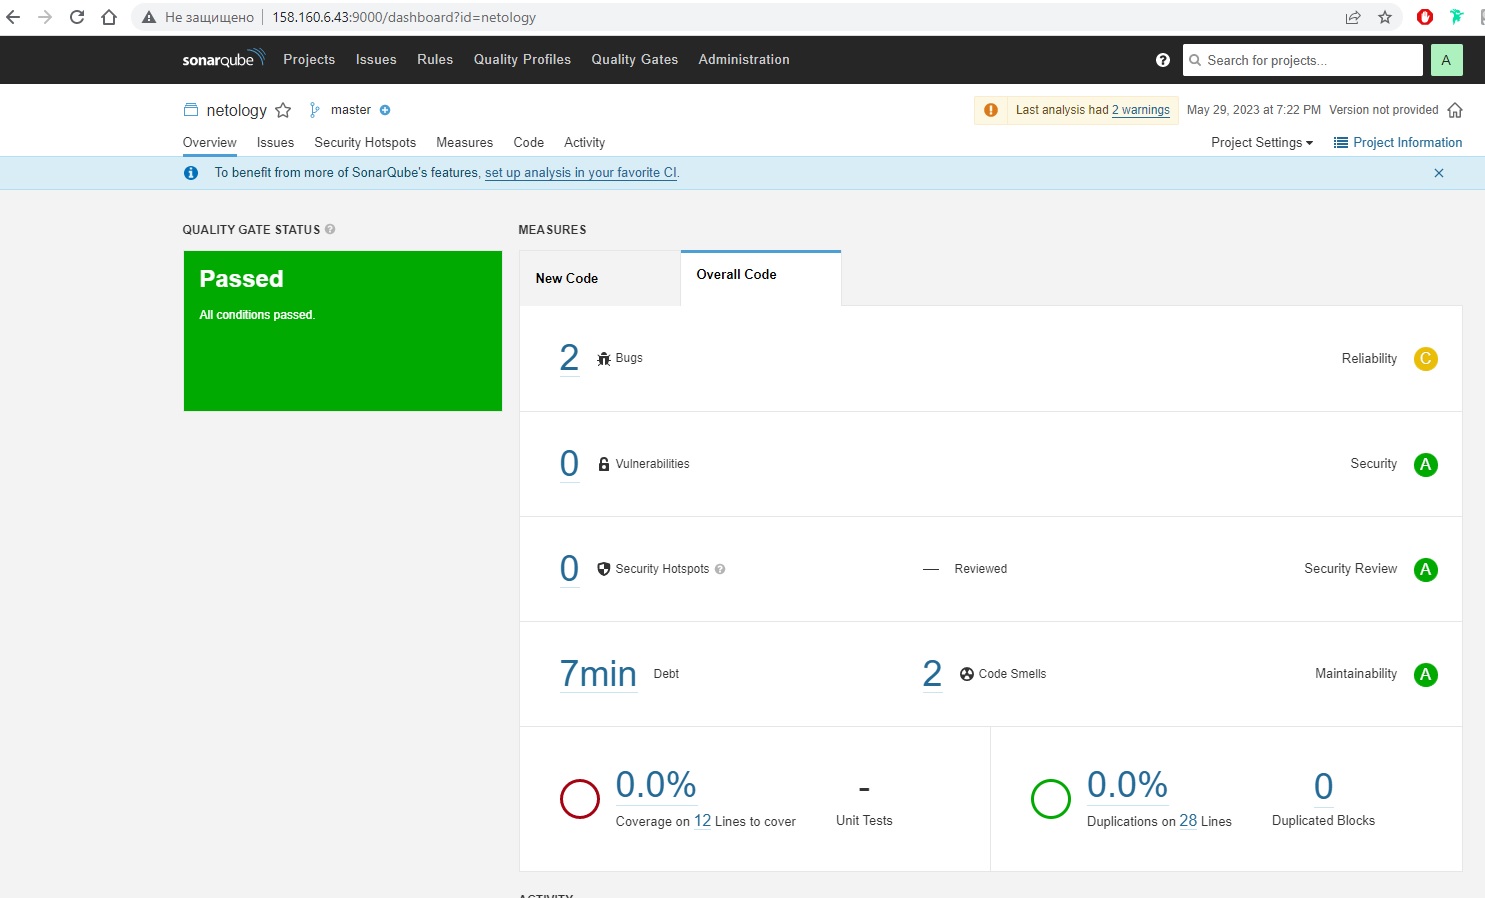 Не защищено 158.160.6.43:9000/dashboard?id=netology
sonarqube Projects Issues Rules Quality Profiles Quality Gates Administration ? Search for projects... A
netology master Last analysis had 2 warnings May 29, 2023 at 7:22 PM Version not provided
Overview Issues Security Hotspots Measures Code Activity Project Settings Project Information
To benefit from more of SonarQube's features, set up analysis in your favorite CI.
QUALITY GATE STATUS ? MEASURES
Passed
All conditions passed.
New Code Overall Code
2 Bugs Reliability C
0 Vulnerabilities Security A
0 Security Hotspots ? — Reviewed Security Review A
7min Debt 2 Code Smells Maintainability A
0.0% - 0.0% 0
Coverage on 12 Lines to cover Unit Tests Duplications on 28 Lines Duplicated Blocks
ACTIVITY